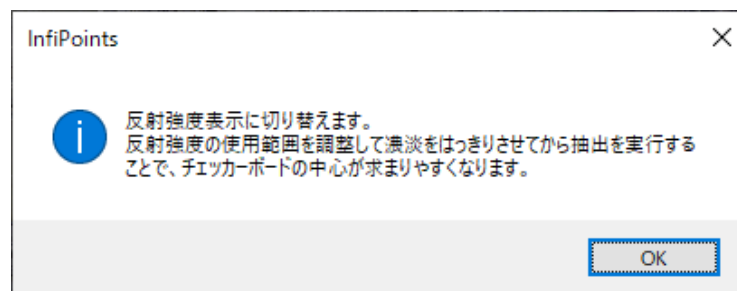 InfiPoints
反射強度表示に切り替えます。
反射強度の使用範囲を調整して濃淡をはっきりさせてから抽出を実行する
ことで、チェッカーボードの中心が求まりやすくなります。
OK